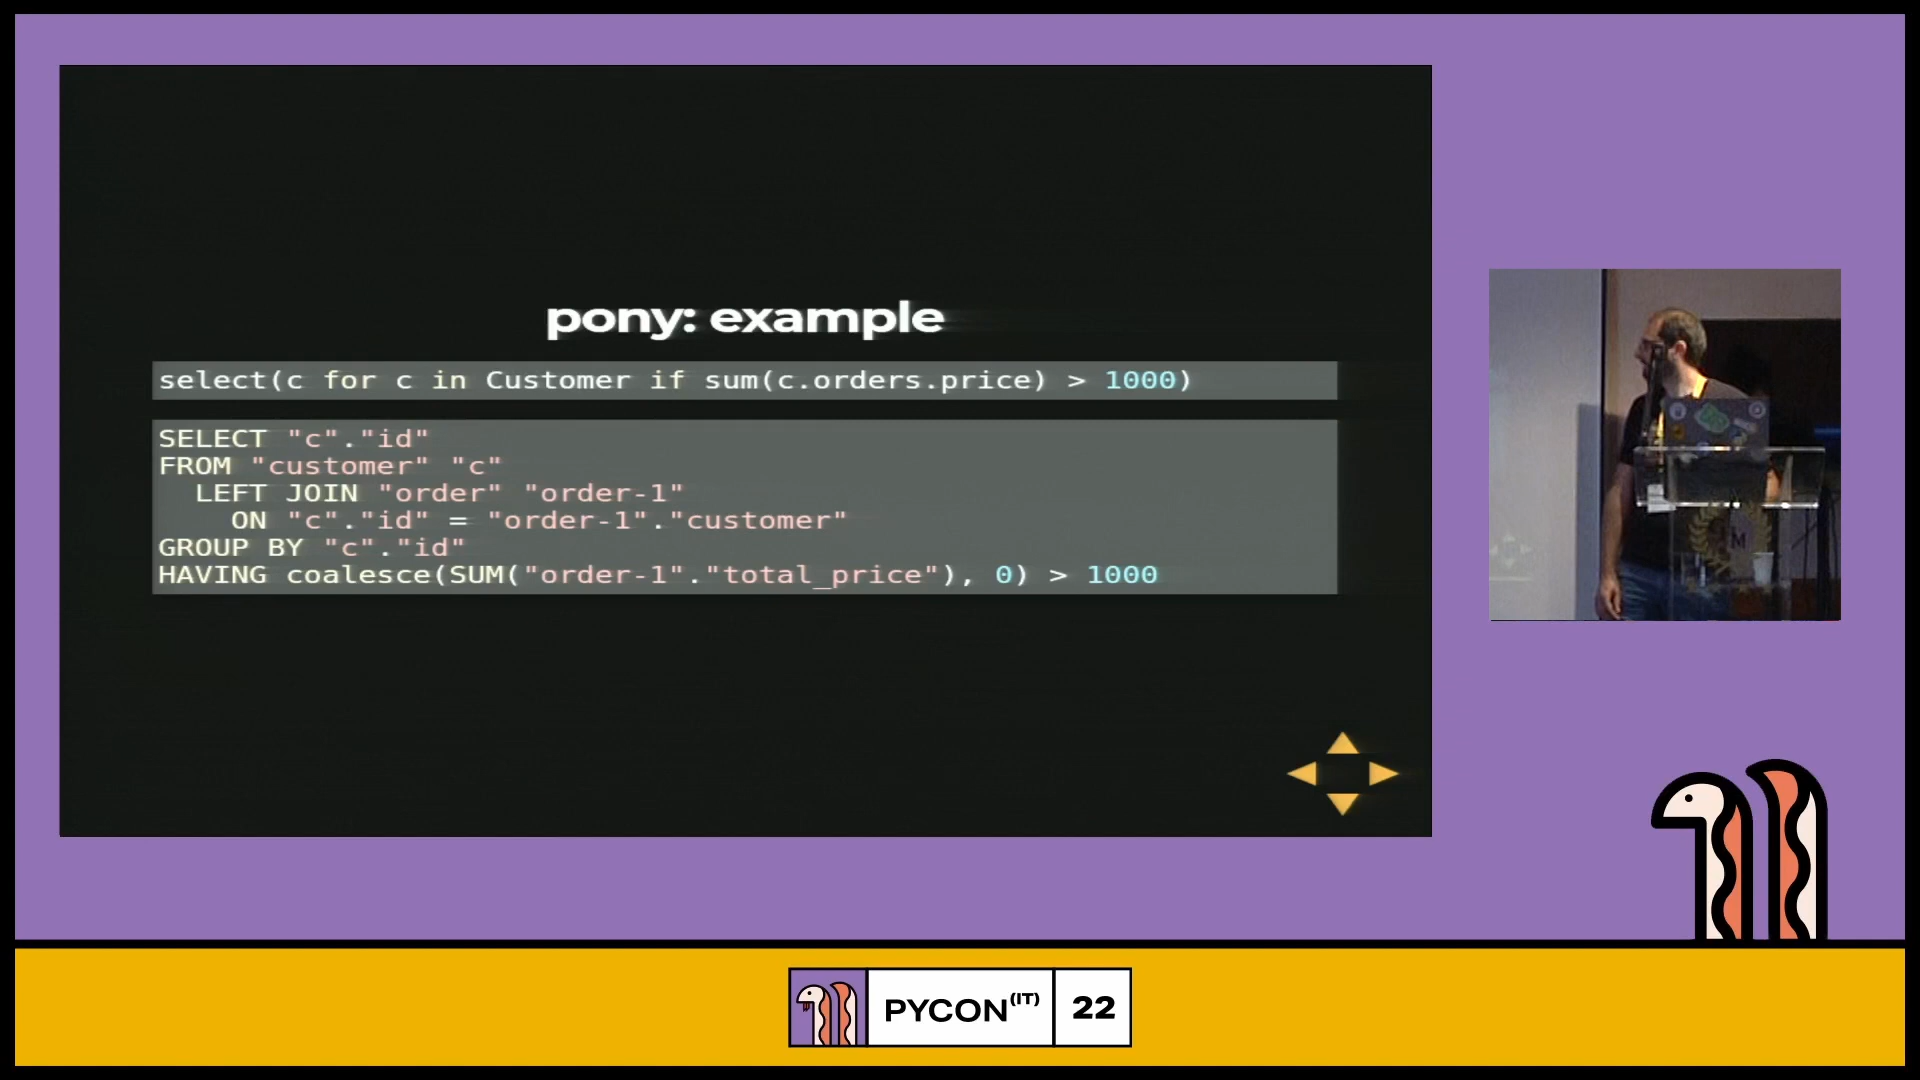 pony: example
select(c for c in Customer if sum(c.orders.price) > 1000)
SELECT "c"."id"
FROM "customer" "c"
  LEFT JOIN "order" "order-1"
    ON "c"."id" = "order-1"."customer"
GROUP BY "c"."id"
HAVING coalesce(SUM("order-1"."total_price"), 0) > 1000
M
PYCON(IT) 22